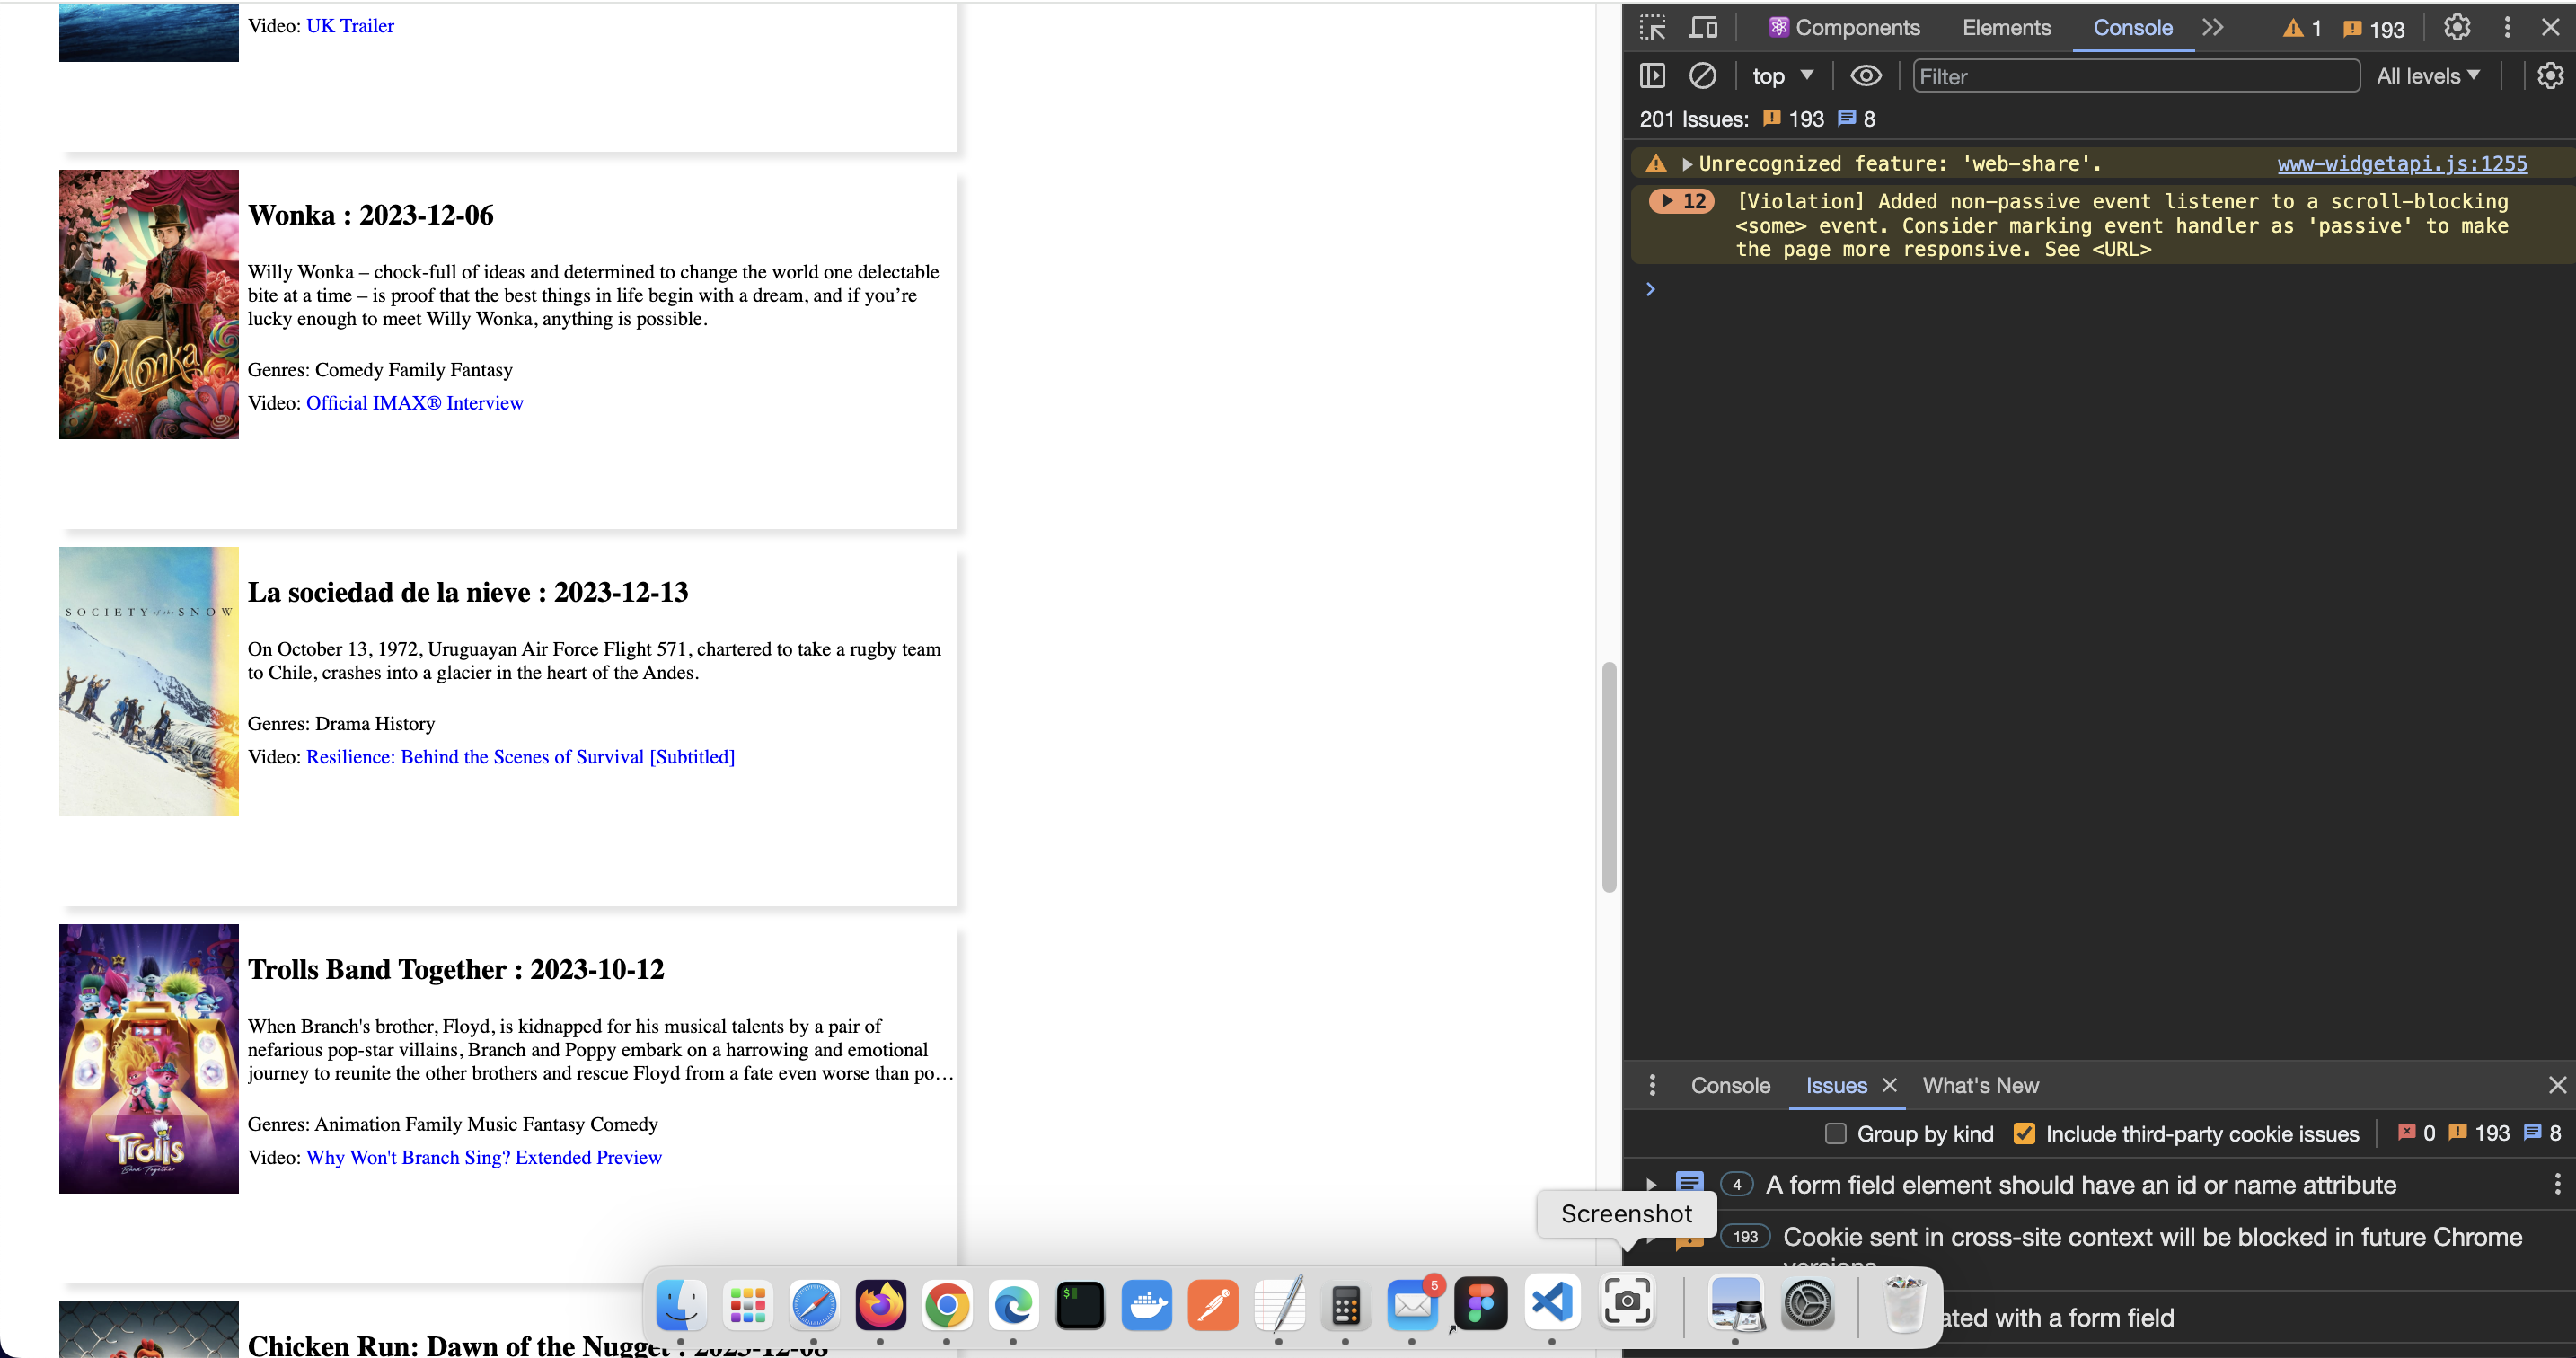 Video: UK Trailer
Wonka : 2023-12-06
Willy Wonka – chock-full of ideas and determined to change the world one delectable
bite at a time – is proof that the best things in life begin with a dream, and if you’re
lucky enough to meet Willy Wonka, anything is possible.
Genres: Comedy Family Fantasy
Video: Official IMAX® Interview
Wonka
La sociedad de la nieve : 2023-12-13
SOCIETY of the SNOW
On October 13, 1972, Uruguayan Air Force Flight 571, chartered to take a rugby team
to Chile, crashes into a glacier in the heart of the Andes.
Genres: Drama History
Video: Resilience: Behind the Scenes of Survival [Subtitled]
Trolls Band Together : 2023-10-12
When Branch's brother, Floyd, is kidnapped for his musical talents by a pair of
nefarious pop-star villains, Branch and Poppy embark on a harrowing and emotional
journey to reunite the other brothers and rescue Floyd from a fate even worse than po…
Genres: Animation Family Music Fantasy Comedy
Video: Why Won't Branch Sing? Extended Preview
Trolls
Band Together
Chicken Run: Dawn of the Nugget : 2023-12-08
Components Elements Console 1 193
top Filter All levels
201 Issues: 193 8
Unrecognized feature: 'web-share'. www-widgetapi.js:1255
12 [Violation] Added non-passive event listener to a scroll-blocking
<some> event. Consider marking event handler as 'passive' to make
the page more responsive. See <URL>
Console Issues What's New
Group by kind Include third-party cookie issues 0 193 8
4 A form field element should have an id or name attribute
Screenshot
193 Cookie sent in cross-site context will be blocked in future Chrome
versions
ated with a form field
5
$